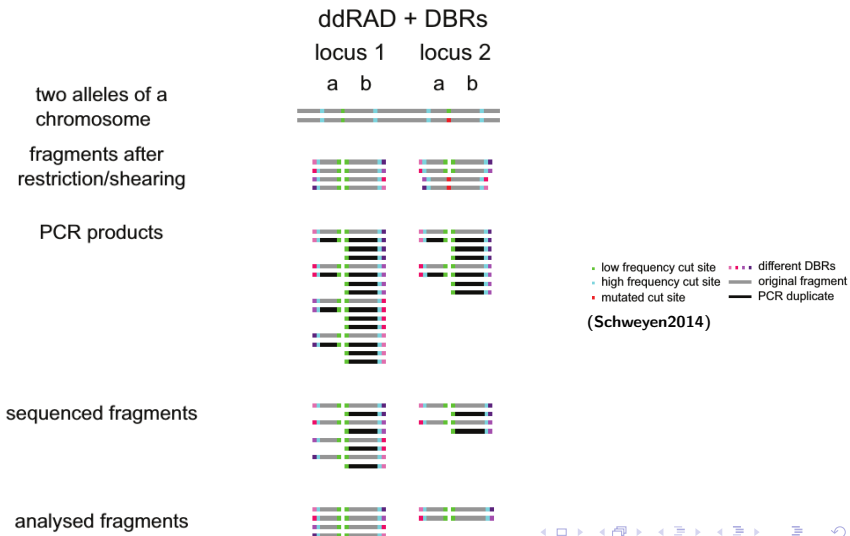 ddRAD + DBRs
locus 1 locus 2
a b a b
two alleles of a
chromosome
fragments after
restriction/shearing
PCR products
low frequency cut site
high frequency cut site
mutated cut site
different DBRs
original fragment
PCR duplicate
(Schweyen2014)
sequenced fragments
analysed fragments